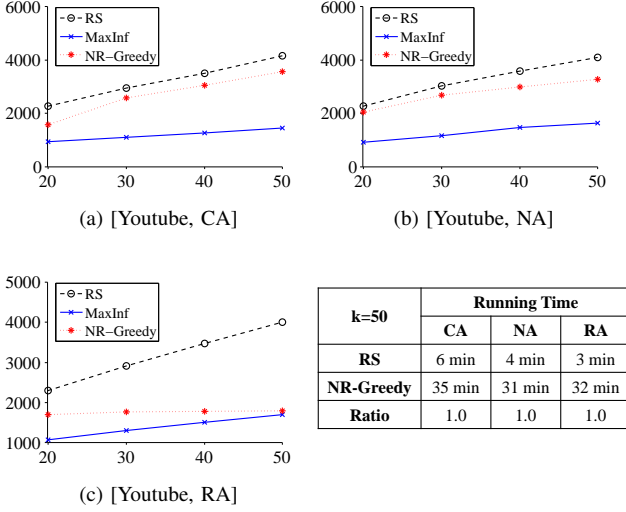 6000
4000
2000
0
RS
MaxInf
NR−Greedy
20 30 40 50
(a) [Youtube, CA]
6000
4000
2000
0
RS
MaxInf
NR−Greedy
20 30 40 50
(b) [Youtube, NA]
5000
4000
3000
2000
1000
RS
MaxInf
NR−Greedy
20 30 40 50
(c) [Youtube, RA]
k=50 Running Time
CA NA RA
RS 6 min 4 min 3 min
NR-Greedy 35 min 31 min 32 min
Ratio 1.0 1.0 1.0